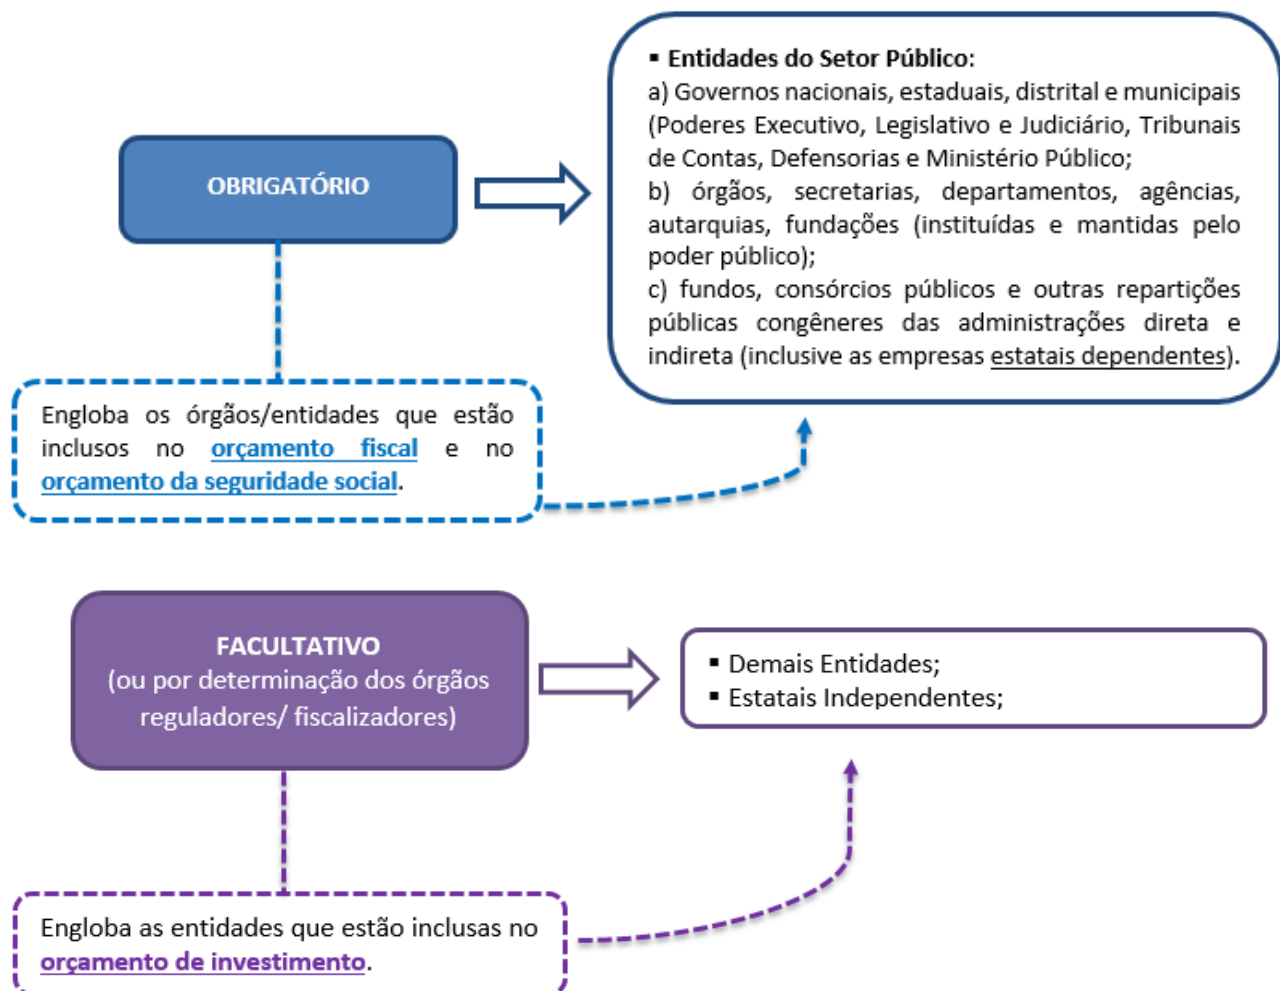 ▪ Entidades do Setor Público:
a) Governos nacionais, estaduais, distrital e municipais
(Poderes Executivo, Legislativo e Judiciário, Tribunais
de Contas, Defensorias e Ministério Público;
b) órgãos, secretarias, departamentos, agências,
autarquias, fundações (instituídas e mantidas pelo
poder público);
c) fundos, consórcios públicos e outras repartições
públicas congêneres das administrações direta e
indireta (inclusive as empresas estatais dependentes).
OBRIGATÓRIO
Engloba os órgãos/entidades que estão
inclusos no orçamento fiscal e no
orçamento da seguridade social.
FACULTATIVO
(ou por determinação dos órgãos
reguladores/ fiscalizadores)
▪ Demais Entidades;
▪ Estatais Independentes;
Engloba as entidades que estão inclusas no
orçamento de investimento.